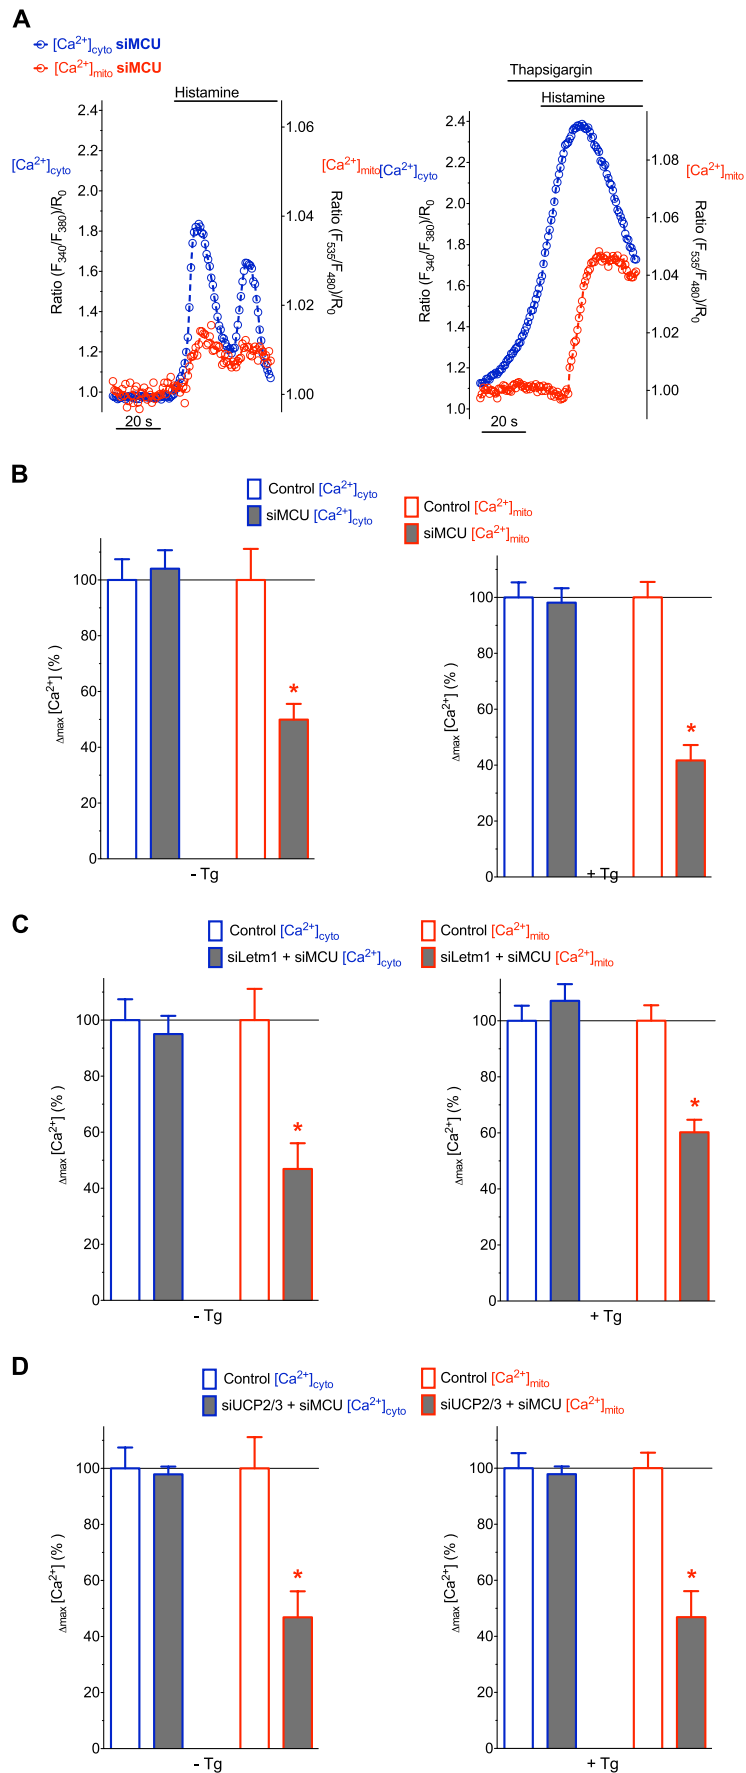 A
[Ca²⁺]cyto siMCU
[Ca²⁺]mito siMCU
Histamine
2.4
2.2
2.0
1.8
1.6
1.4
1.2
1.0
[Ca²⁺]cyto
Ratio (F340/F380)/R0
1.06
1.04
1.02
1.00
[Ca²⁺]mito
Ratio (F535/F480)/R0
20 s
Thapsigargin
Histamine
[Ca²⁺]cyto
Ratio (F340/F380)/R0
2.4
2.2
2.0
1.8
1.7
1.6
1.4
1.2
1.1
1.0
1.08
1.06
1.04
1.02
1.00
[Ca²⁺]mito
Ratio (F535/F480)/R0
20 s
B
Control [Ca²⁺]cyto
siMCU [Ca²⁺]cyto
Control [Ca²⁺]mito
siMCU [Ca²⁺]mito
Δmax [Ca²⁺] (% )
100
80
60
40
20
0
*
- Tg
Δmax [Ca²⁺] (% )
100
80
60
40
20
0
*
+ Tg
C
Control [Ca²⁺]cyto
siLetm1 + siMCU [Ca²⁺]cyto
Control [Ca²⁺]mito
siLetm1 + siMCU [Ca²⁺]mito
Δmax [Ca²⁺] (% )
100
80
60
40
20
0
*
- Tg
Δmax [Ca²⁺] (% )
100
80
60
40
20
0
*
+ Tg
D
Control [Ca²⁺]cyto
siUCP2/3 + siMCU [Ca²⁺]cyto
Control [Ca²⁺]mito
siUCP2/3 + siMCU [Ca²⁺]mito
Δmax [Ca²⁺] (% )
100
80
60
40
20
0
*
- Tg
Δmax [Ca²⁺] (% )
100
80
60
40
20
0
*
+ Tg